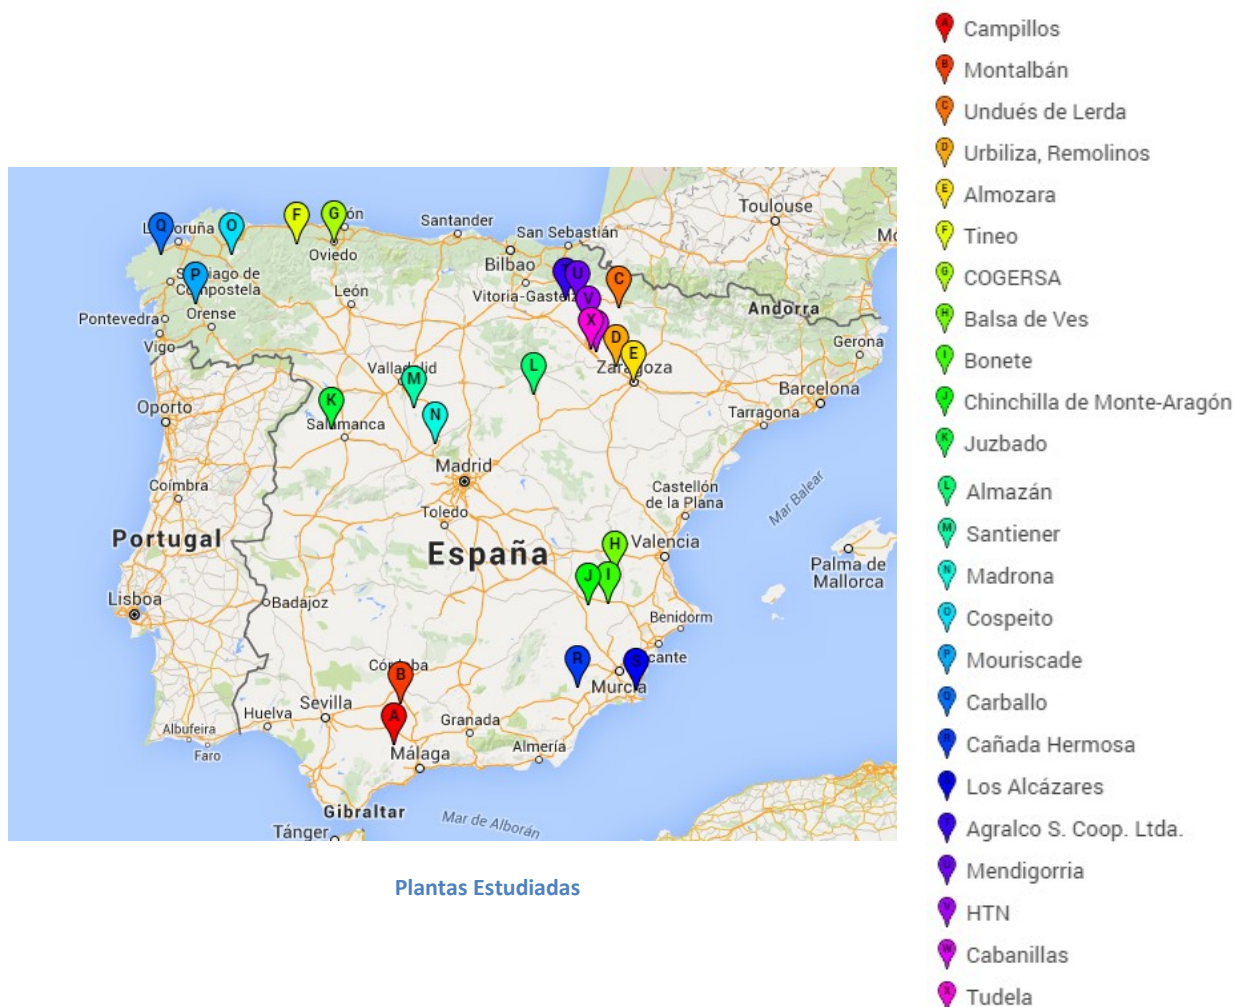 A Campillos
B Montalbán
C Undués de Lerda
D Urbiliza, Remolinos
E Almozara
F Tineo
G COGERSA
H Balsa de Ves
I Bonete
J Chinchilla de Monte-Aragón
K Juzbado
L Almazán
M Santiener
N Madrona
O Cospeito
P Mouriscade
Q Carballo
R Cañada Hermosa
Los Alcázares
T Agralco S. Coop. Ltda.
U Mendigorria
V HTN
W Cabanillas
X Tudela
Toulouse
Santander
San Sebastián
Oviedo
Bilbao
León
Andorra
Pontevedra
Orense
Vigo
Gerona
Valladolid
Zaragoza
Barcelona
Oporto
Salamanca
Tarragona
Madrid
Coímbra
Castellón
de la Plana
Mar Balear
Toledo
Portugal
España
Valencia
Palma de
Mallorca
Lisboa
Badajoz
Benidorm
Murcia
Sevilla
Huelva
Granada
Albufeira
Faro
Málaga
Almería
Gibraltar
Mar de Alborán
Tánger
Q
O
F
G
P
U
C
V
X
D
E
L
K
M
N
H
J
I
R
S
B
A
Plantas Estudiadas